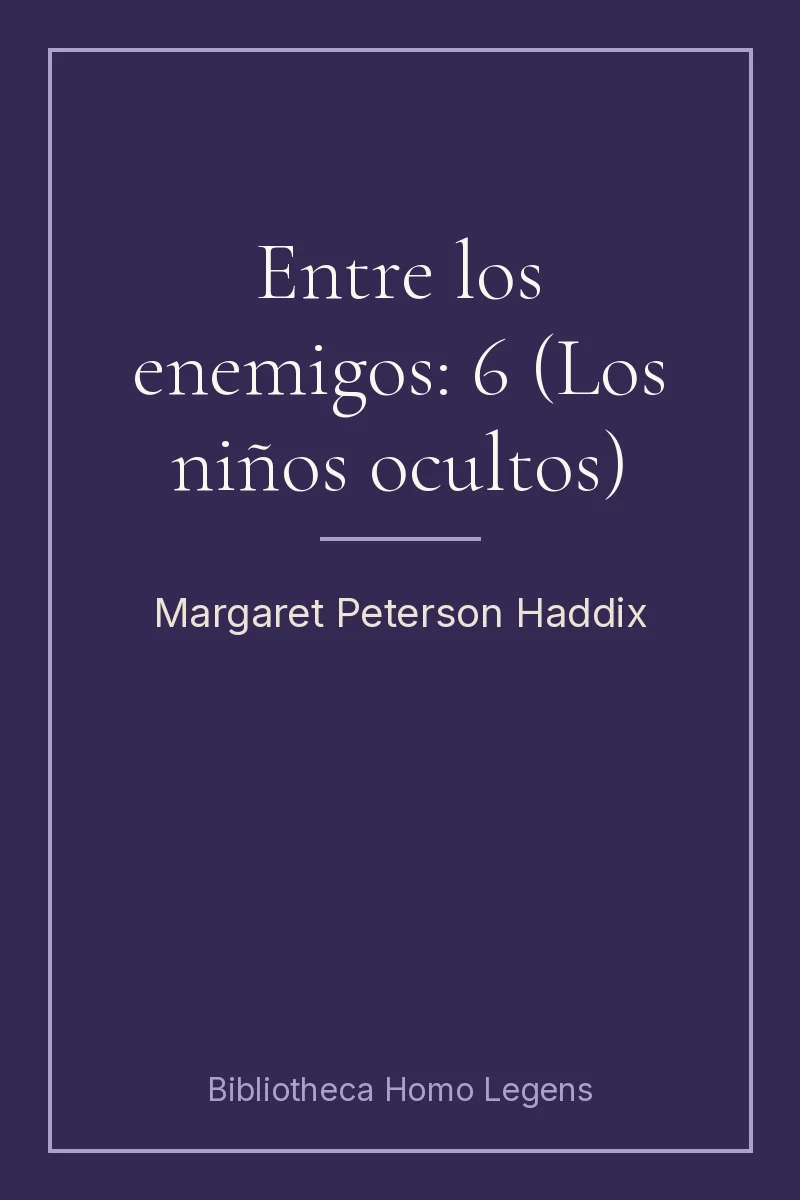 Entre los
enemigos: 6 (Los
niños ocultos)
Margaret Peterson Haddix
Bibliotheca Homo Legens